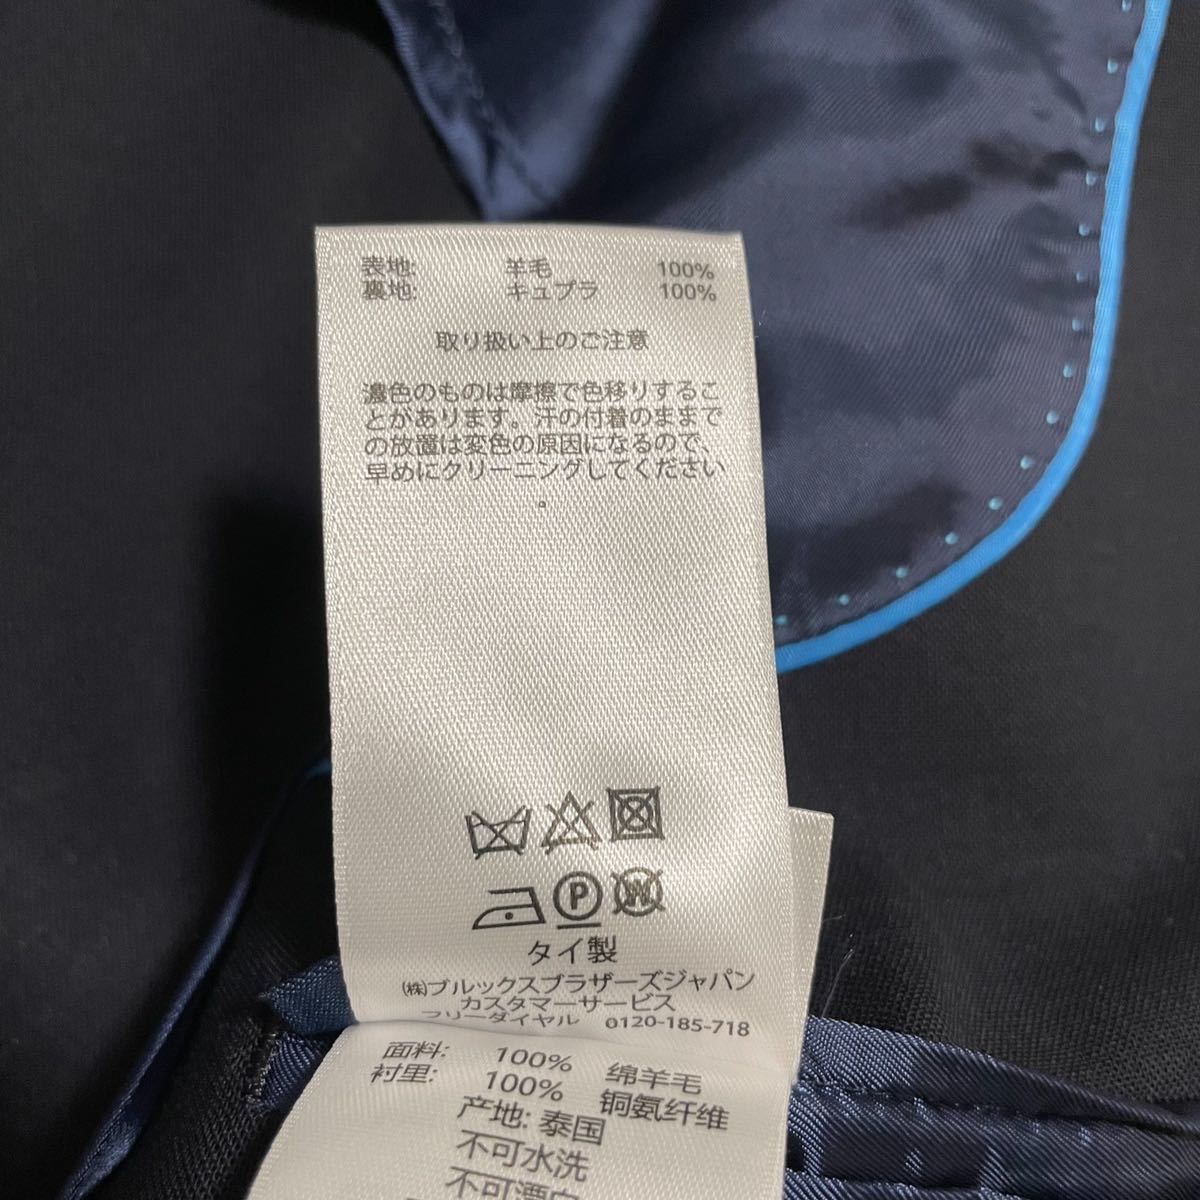 表地: 羊毛 100%
裏地: キュプラ 100%
取り扱い上のご注意
濃色のものは摩擦で色移りするこ
とがあります。汗の付着のままで
の放置は変色の原因になるので、
早めにクリーニングしてください
。
P W
タイ製
㈱ブルックスブラザーズジャパン
カスタマーサービス
フリーダイヤル 0120-185-718
面料: 100% 绵羊毛
衬里: 100% 铜氨纤维
产地: 泰国
不可水洗
不可漂白